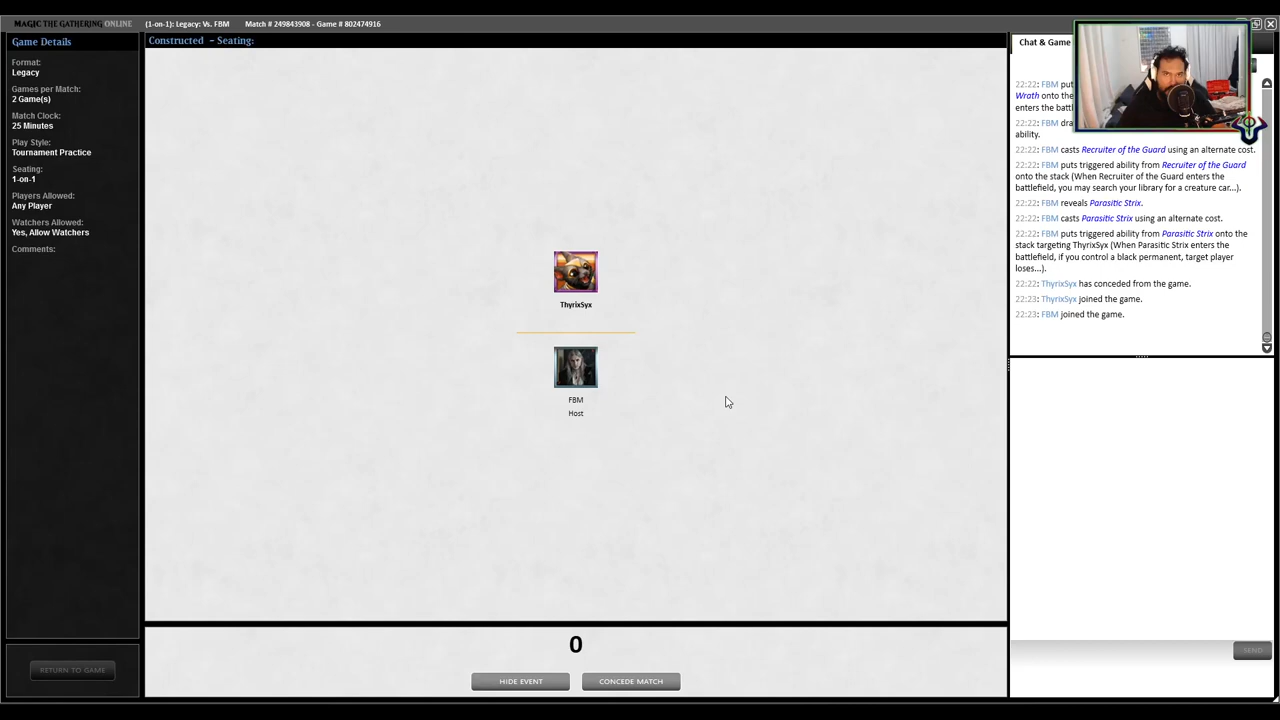 MAGIC THE GATHERING ONLINE (1-on-1): Legacy: Vs. FBM Match # 249843908 - Game # 802474916
Game Details
Format:
Legacy
Games per Match:
2 Game(s)
Match Clock:
25 Minutes
Play Style:
Tournament Practice
Seating:
1-on-1
Players Allowed:
Any Player
Watchers Allowed:
Yes, Allow Watchers
Comments:
RETURN TO GAME
Constructed - Seating:
ThyrixSyx
FBM
Host
0
HIDE EVENT CONCEDE MATCH
Chat & Game
22:22: FBM put
Wrath onto the
enters the battl
22:22: FBM dra
ability.
22:22: FBM casts Recruiter of the Guard using an alternate cost.
22:22: FBM puts triggered ability from Recruiter of the Guard
onto the stack (When Recruiter of the Guard enters the
battlefield, you may search your library for a creature car...).
22:22: FBM reveals Parasitic Strix.
22:22: FBM casts Parasitic Strix using an alternate cost.
22:22: FBM puts triggered ability from Parasitic Strix onto the
stack targeting ThyrixSyx (When Parasitic Strix enters the
battlefield, if you control a black permanent, target player
loses...).
22:22: ThyrixSyx has conceded from the game.
22:23: ThyrixSyx joined the game.
22:23: FBM joined the game.
SEND